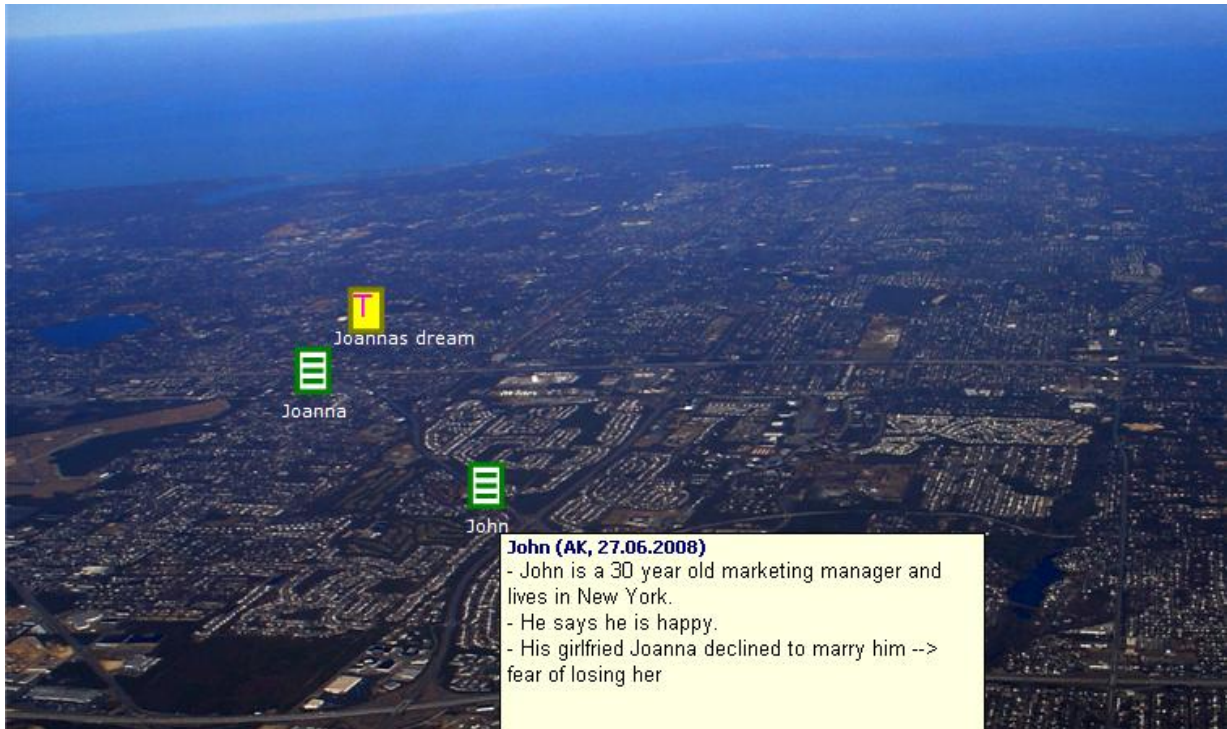 T
Joannas dream
Joanna
John
John (AK, 27.06.2008)
- John is a 30 year old marketing manager and
lives in New York.
- He says he is happy.
- His girlfried Joanna declined to marry him -->
fear of losing her